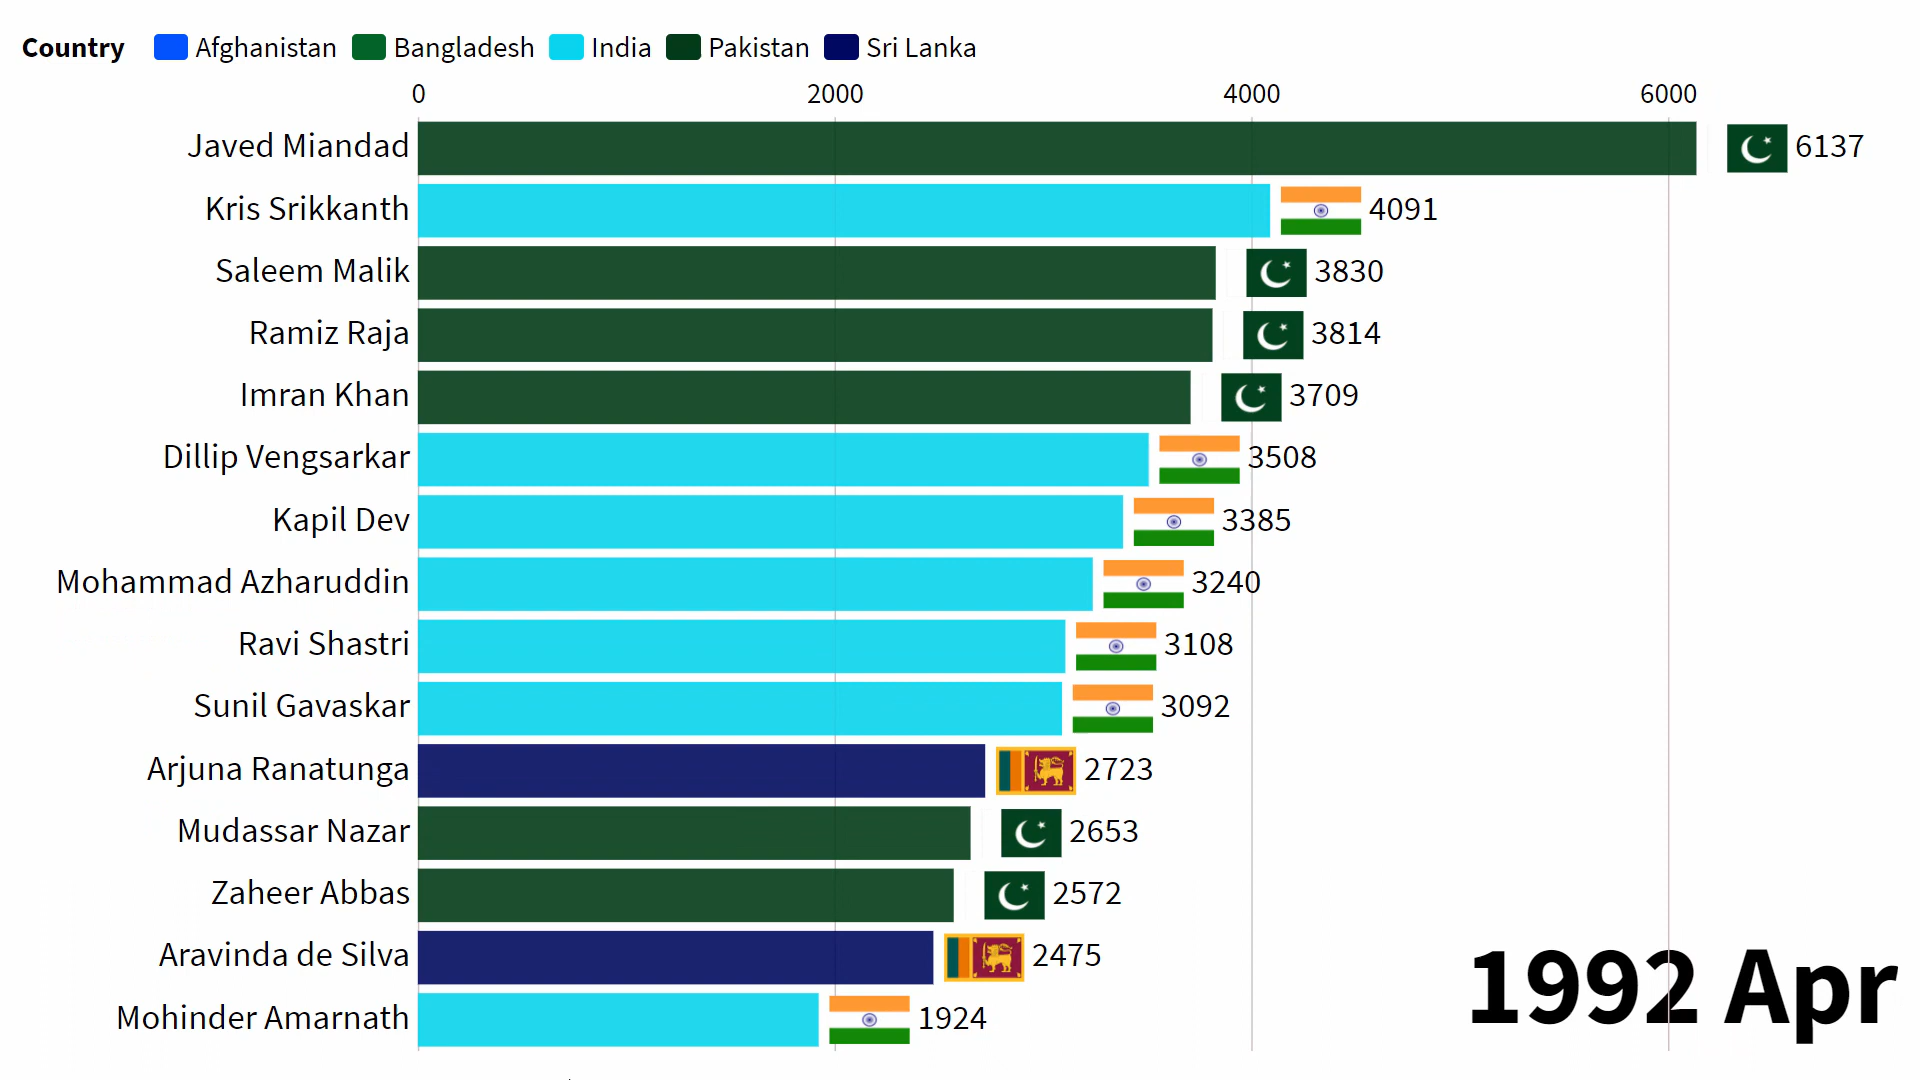 Country Afghanistan Bangladesh India Pakistan Sri Lanka
0 2000 4000 6000
Javed Miandad 6137
Kris Srikkanth 4091
Saleem Malik 3830
Ramiz Raja 3814
Imran Khan 3709
Dillip Vengsarkar 3508
Kapil Dev 3385
Mohammad Azharuddin 3240
Ravi Shastri 3108
Sunil Gavaskar 3092
Arjuna Ranatunga 2723
Mudassar Nazar 2653
Zaheer Abbas 2572
Aravinda de Silva 2475
Mohinder Amarnath 1924
1992 Apr